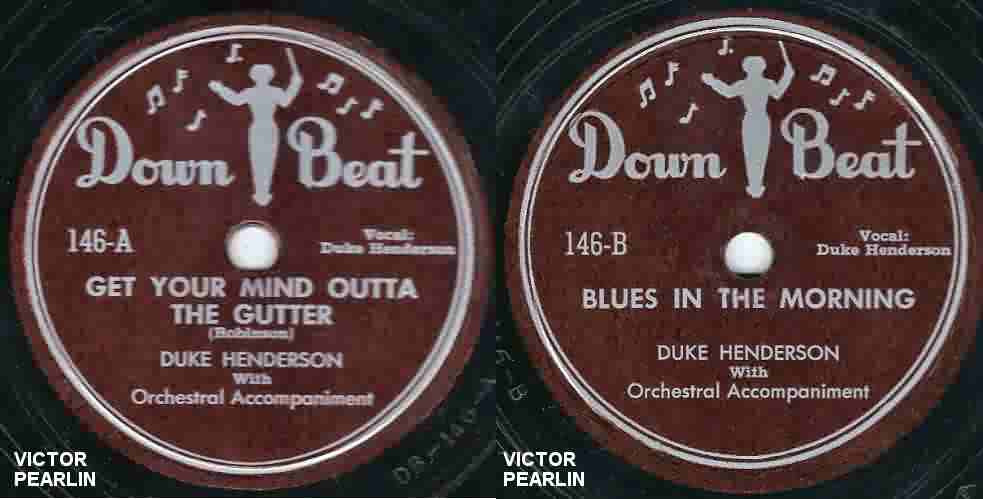 Down Beat
146-A
Vocal:
Duke Henderson
GET YOUR MIND OUTTA
THE GUTTER
(Robinson)
DUKE HENDERSON
With
Orchestral Accompaniment
VICTOR
PEARLIN
Down Beat
146-B
Vocal:
Duke Henderson
BLUES IN THE MORNING
DUKE HENDERSON
With
Orchestral Accompaniment
VICTOR
PEARLIN